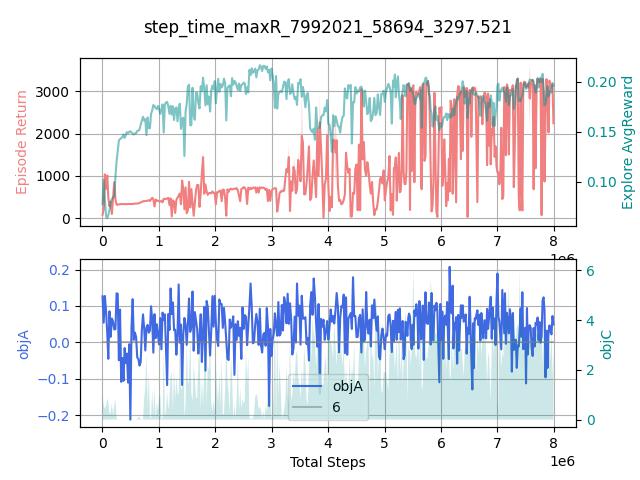 step_time_maxR_7992021_58694_3297.521
Episode Return
3000
2000
1000
0
0.20
0.15
0.10
Explore AvgReward
0 1 2 3 4 5 6 7 8
1e6
objA
0.2
0.1
0.0
−0.1
−0.2
6
4
2
0
objC
objA
6
0 1 2 3 4 5 6 7 8
Total Steps
1e6